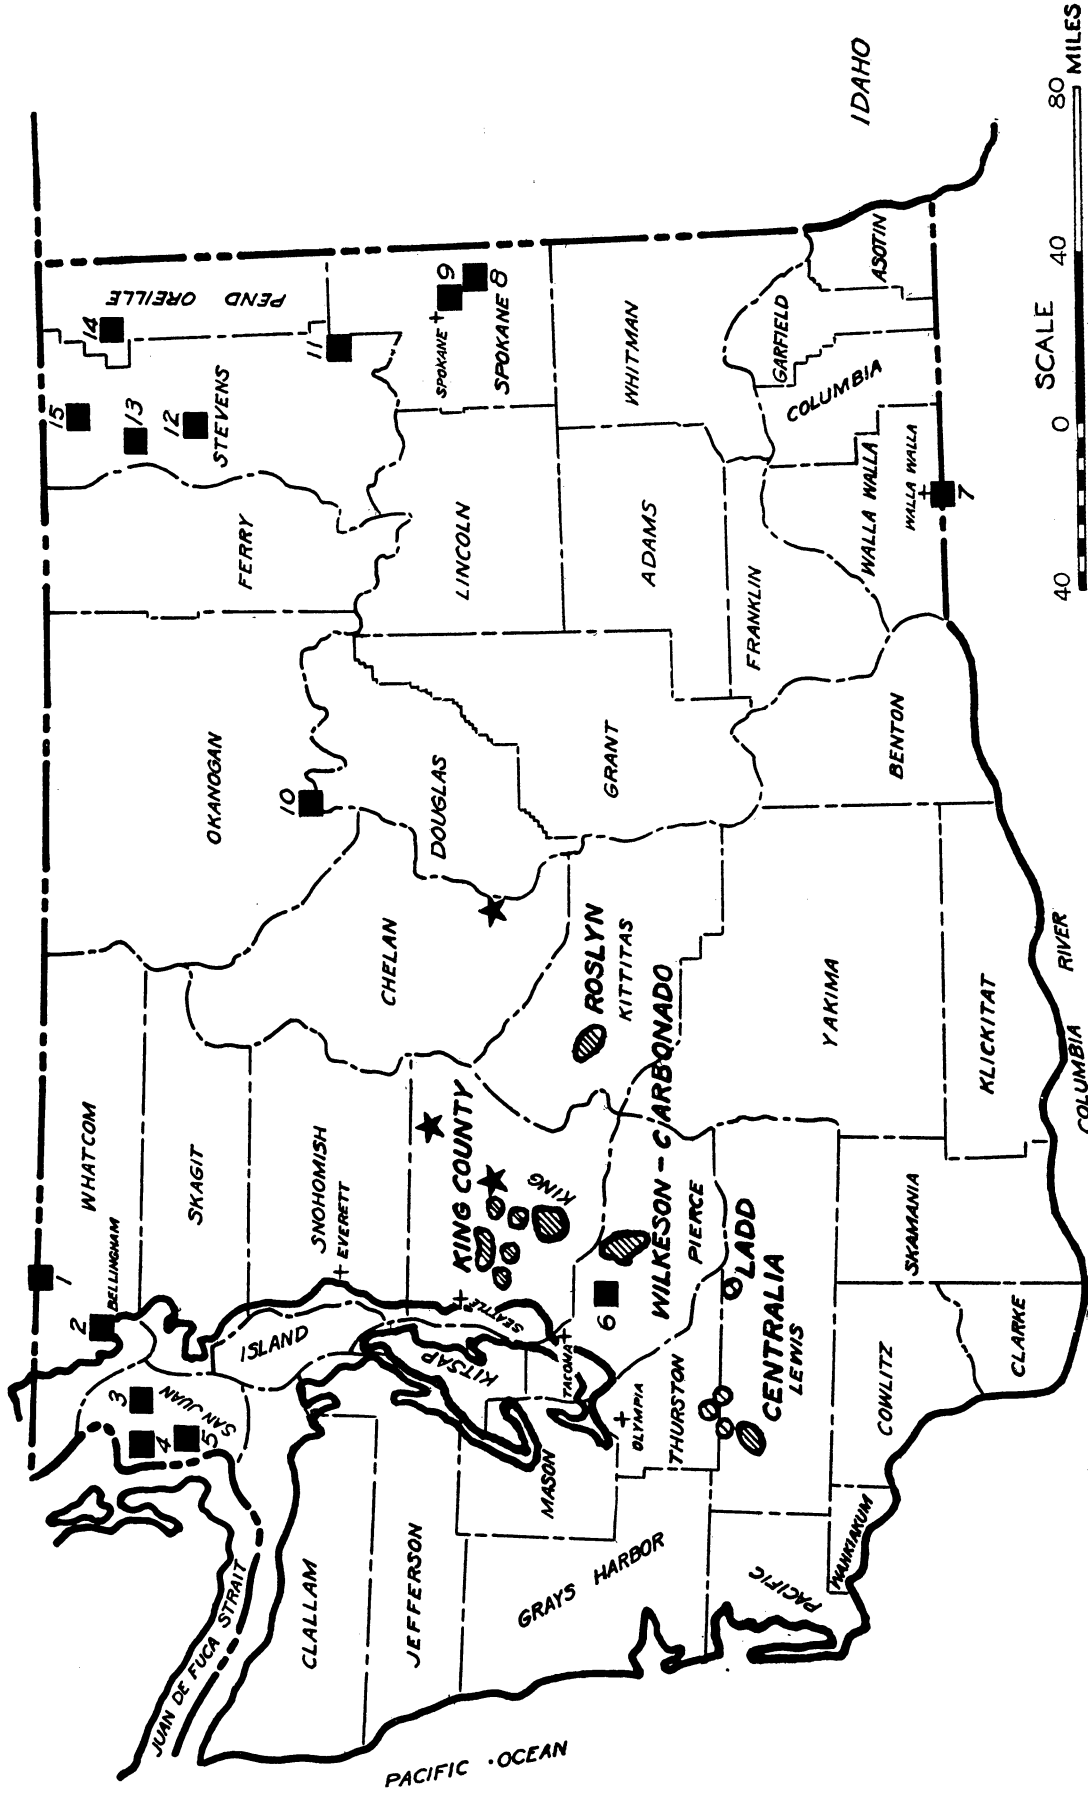 1
WHATCOM
2
BELLINGHAM
3
SAN JUAN
4
5
SKAGIT
OKANOGAN
FERRY
15
14
13
12
STEVENS
PEND OREILLE
11
JUAN DE FUCA STRAIT
ISLAND
SNOHOMISH
EVERETT
CHELAN
10
DOUGLAS
LINCOLN
SPOKANE
9
8
SPOKANE
CLALLAM
JEFFERSON
KITSAP
SEATTLE
KING COUNTY
KING
PACIFIC OCEAN
MASON
TACOMA
6
ROSLYN
KITTITAS
GRANT
ADAMS
WHITMAN
GRAYS HARBOR
OLYMPIA
THURSTON
WILKESON - CARBONADO
PIERCE
LADD
CENTRALIA
LEWIS
YAKIMA
FRANKLIN
BENTON
WALLA WALLA
WALLA WALLA
7
COLUMBIA
GARFIELD
ASOTIN
IDAHO
PACIFIC
WAHKIAKUM
COWLITZ
SKAMANIA
CLARKE
KLICKITAT
COLUMBIA RIVER
SCALE
40 0 40 80 MILES